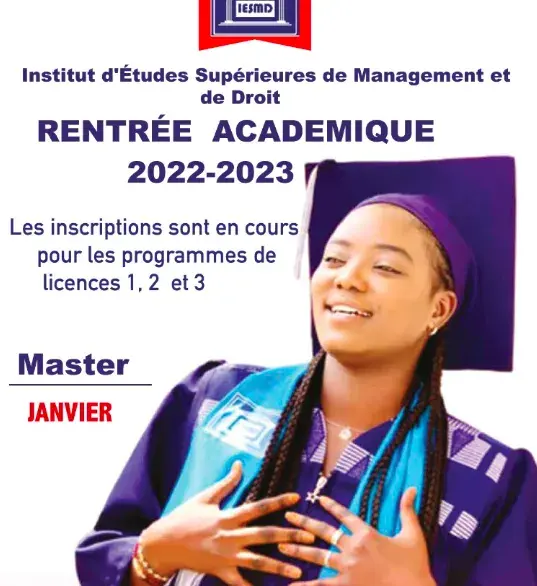 IESMD
Institut d'Études Supérieures de Management et
de Droit
RENTRÉE ACADEMIQUE
2022-2023
Les inscriptions sont en cours
pour les programmes de
licences 1, 2 et 3
Master
JANVIER